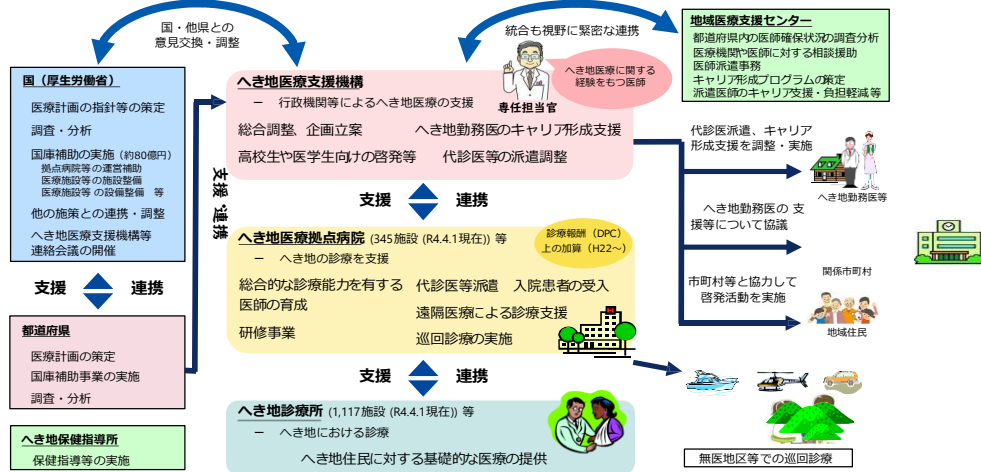 国・他県との
意見交換・調整
統合も視野に緊密な連携
地域医療支援センター
都道府県内の医師確保状況の調査分析
医療機関や医師に対する相談援助
医師派遣事務
キャリア形成プログラムの策定
派遣医師のキャリア支援・負担軽減等
国（厚生労働省）
医療計画の指針等の策定
調査・分析
国庫補助の実施（約80億円）
拠点病院等の運営補助
医療施設等の施設整備
医療施設等の設備整備　等
他の施策との連携・調整
へき地医療支援機構等
連絡会議の開催
支援　連携
都道府県
医療計画の策定
国庫補助事業の実施
調査・分析
へき地保健指導所
保健指導等の実施
支援・連携
へき地医療支援機構
－　行政機関等によるへき地医療の支援
専任担当官
へき地医療に関する
経験をもつ医師
総合調整、企画立案　へき地勤務医のキャリア形成支援
高校生や医学生向けの啓発等　代診医等の派遣調整
支援　連携
へき地医療拠点病院 (345施設 (R4.4.1現在)) 等
－　へき地の診療を支援
診療報酬（DPC）
上の加算（H22～）
総合的な診療能力を有する
医師の育成
研修事業
代診医等派遣　入院患者の受入
遠隔医療による診療支援
巡回診療の実施
支援　連携
へき地診療所 (1,117施設 (R4.4.1現在)) 等
－　へき地における診療
へき地住民に対する基礎的な医療の提供
代診医派遣、キャリア
形成支援を調整・実施
へき地勤務医等
へき地勤務医の支
援等について協議
関係市町村
市町村等と協力して
啓発活動を実施
地域住民
無医地区等での巡回診療